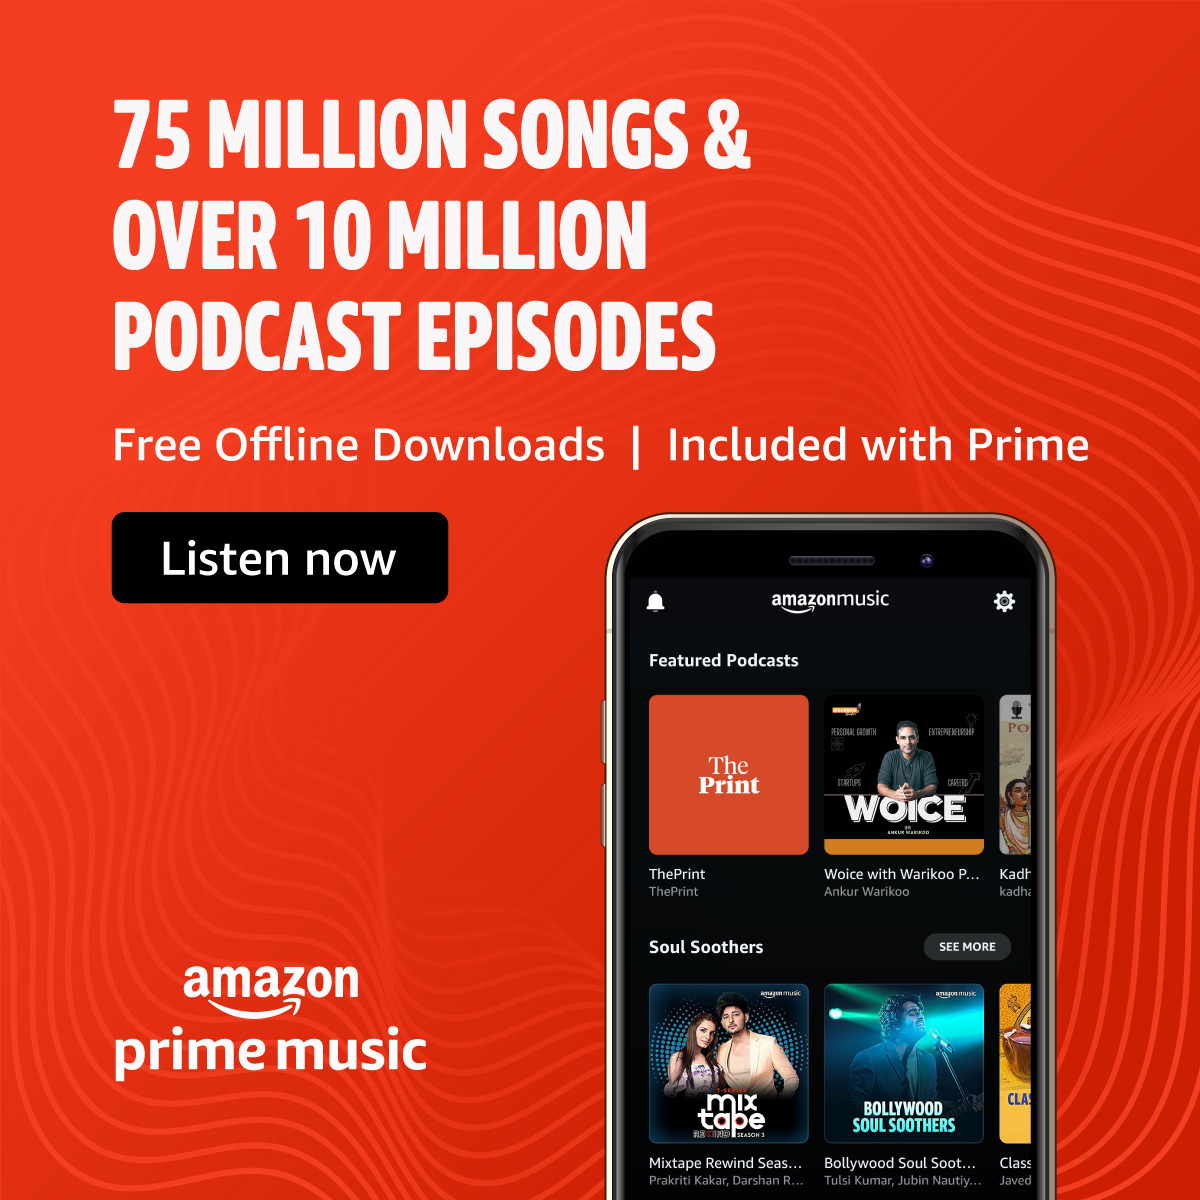 75 MILLION SONGS &
OVER 10 MILLION
PODCAST EPISODES
Free Offline Downloads | Included with Prime
Listen now
amazonmusic
Featured Podcasts
The
Print
PERSONAL GROWTH
ENTREPRENEURSHIP
STARTUPS
CAREERS
WOICE
WITH
ANKUR WARIKOO
PO
ThePrint
ThePrint
Woice with Warikoo P...
Ankur Warikoo
Kadh
kadha
Soul Soothers
SEE MORE
amazon music
T-SERIES
mix
tape
REWIND SEASON 3
amazon music
BOLLYWOOD
SOUL SOOTHERS
CLAS
Mixtape Rewind Seas...
Prakriti Kakar, Darshan R...
Bollywood Soul Soot...
Tulsi Kumar, Jubin Nautiy...
Class
Javed
amazon
prime music